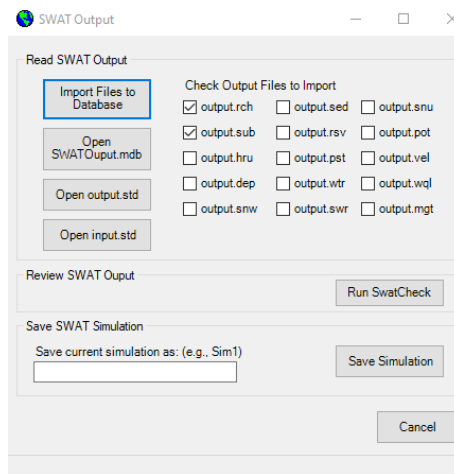 SWAT Output
Read SWAT Output
Import Files to
Database
Open
SWATOuput.mdb
Open output.std
Open input.std
Check Output Files to Import
output.rch output.sed output.snu
output.sub output.rsv output.pot
output.hru output.pst output.vel
output.dep output.wtr output.wql
output.snw output.swr output.mgt
Review SWAT Ouput
Run SwatCheck
Save SWAT Simulation
Save current simulation as: (e.g., Sim1)
Save Simulation
Cancel